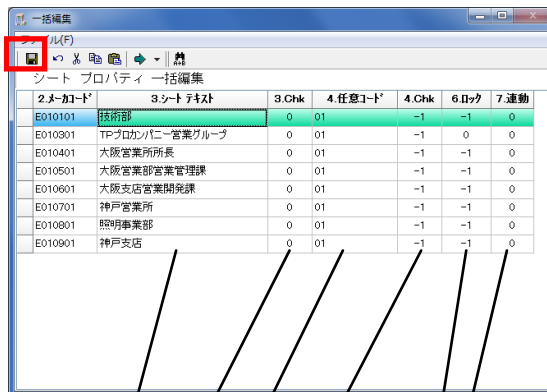 一括編集
ファイル(F)
シート プロパティ 一括編集
2.ﾒｰｶｺｰﾄﾞ 3.ｼｰﾄ ﾃｷｽﾄ 3.Chk 4.任意ｺｰﾄﾞ 4.Chk 6.ﾛｯｸ 7.連動
E010101 技術部 0 01 -1 -1 0
E010301 TPプロカンパニー営業グループ 0 01 -1 0 0
E010401 大阪営業所所長 0 01 -1 -1 0
E010501 大阪営業部営業管理課 0 01 -1 -1 0
E010601 大阪支店営業開発課 0 01 -1 -1 0
E010701 神戸営業所 0 01 -1 -1 0
E010801 照明事業部 0 01 -1 -1 0
E010901 神戸支店 0 01 -1 -1 0